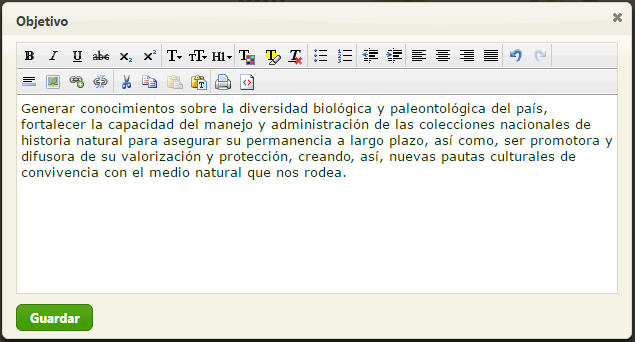 Objetivo
B I U abc x₂ x² T TT H1 T T T
Generar conocimientos sobre la diversidad biológica y paleontológica del país,
fortalecer la capacidad del manejo y administración de las colecciones nacionales de
historia natural para asegurar su permanencia a largo plazo, así como, ser promotora y
difusora de su valorización y protección, creando, así, nuevas pautas culturales de
convivencia con el medio natural que nos rodea.
Guardar